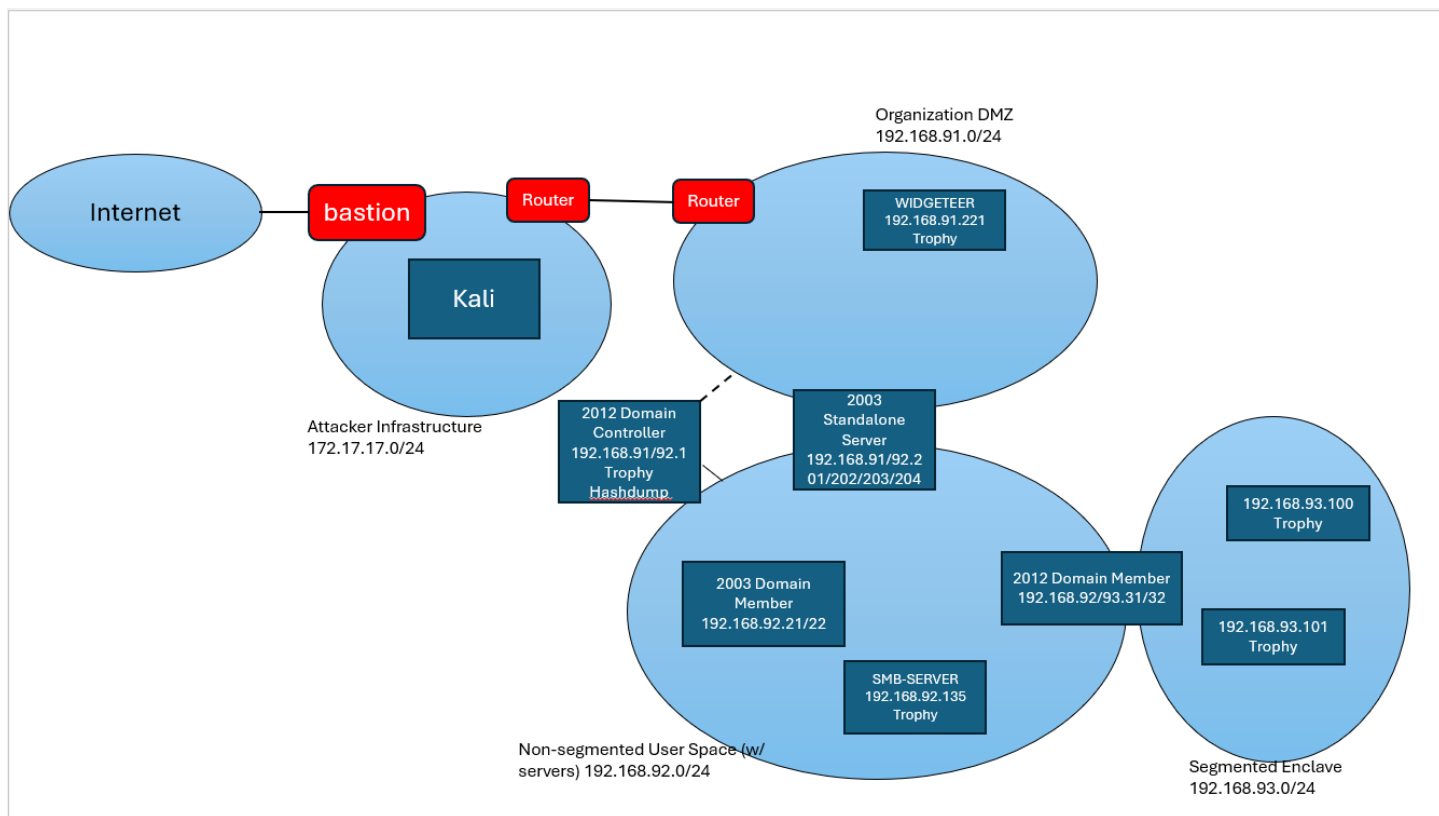 Organization DMZ
192.168.91.0/24
Internet
bastion
Router
Router
WIDGETEER
192.168.91.221
Trophy
Kali
Attacker Infrastructure
172.17.17.0/24
2012 Domain
Controller
192.168.91/92.1
Trophy
Hashdump
2003
Standalone
Server
192.168.91/92.2
01/202/203/204
192.168.93.100
Trophy
2003 Domain
Member
192.168.92.21/22
2012 Domain Member
192.168.92/93.31/32
192.168.93.101
Trophy
SMB-SERVER
192.168.92.135
Trophy
Non-segmented User Space (w/
servers) 192.168.92.0/24
Segmented Enclave
192.168.93.0/24